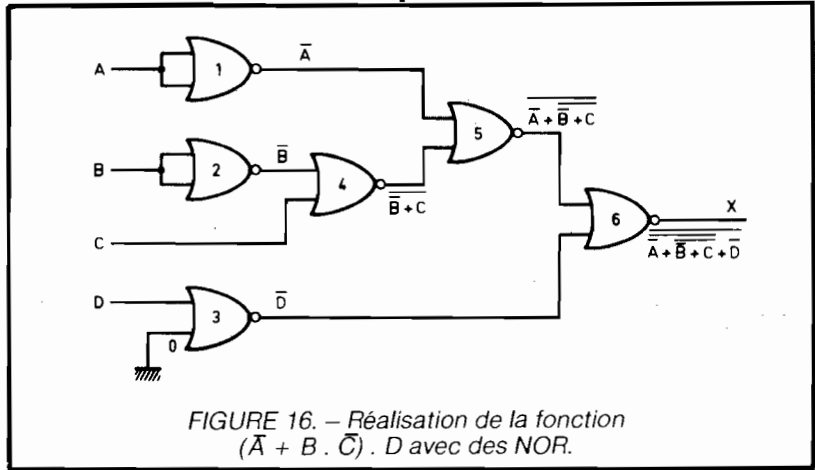 A
1
A̅
B
2
B̅
4
B̅ + C
C
5
A̅ + B̅ + C
D
3
D̅
0
6
X
A̅ + B̅ + C + D̅
FIGURE 16. – Réalisation de la fonction
(A̅ + B . C̅) . D avec des NOR.